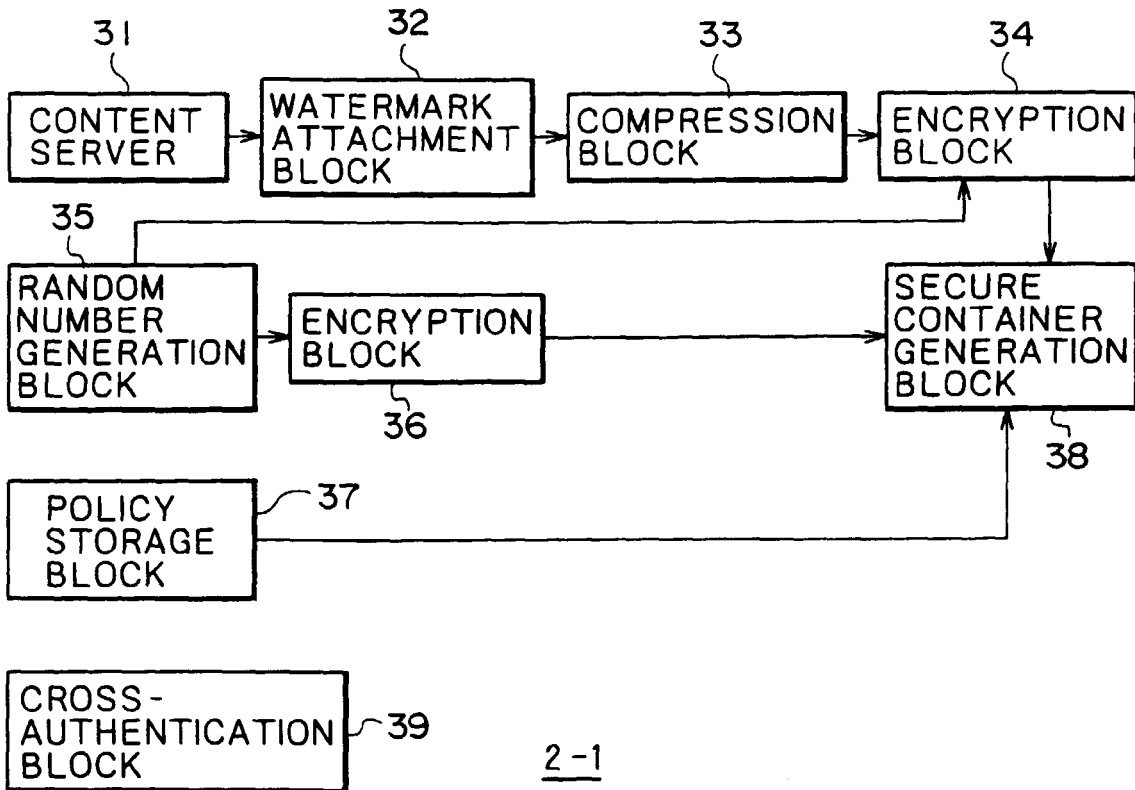 31
32
33
34
CONTENT
SERVER
WATERMARK
ATTACHMENT
BLOCK
COMPRESSION
BLOCK
ENCRYPTION
BLOCK
35
RANDOM
NUMBER
GENERATION
BLOCK
ENCRYPTION
BLOCK
36
SECURE
CONTAINER
GENERATION
BLOCK
38
37
POLICY
STORAGE
BLOCK
CROSS-
AUTHENTICATION
BLOCK
39
2-1